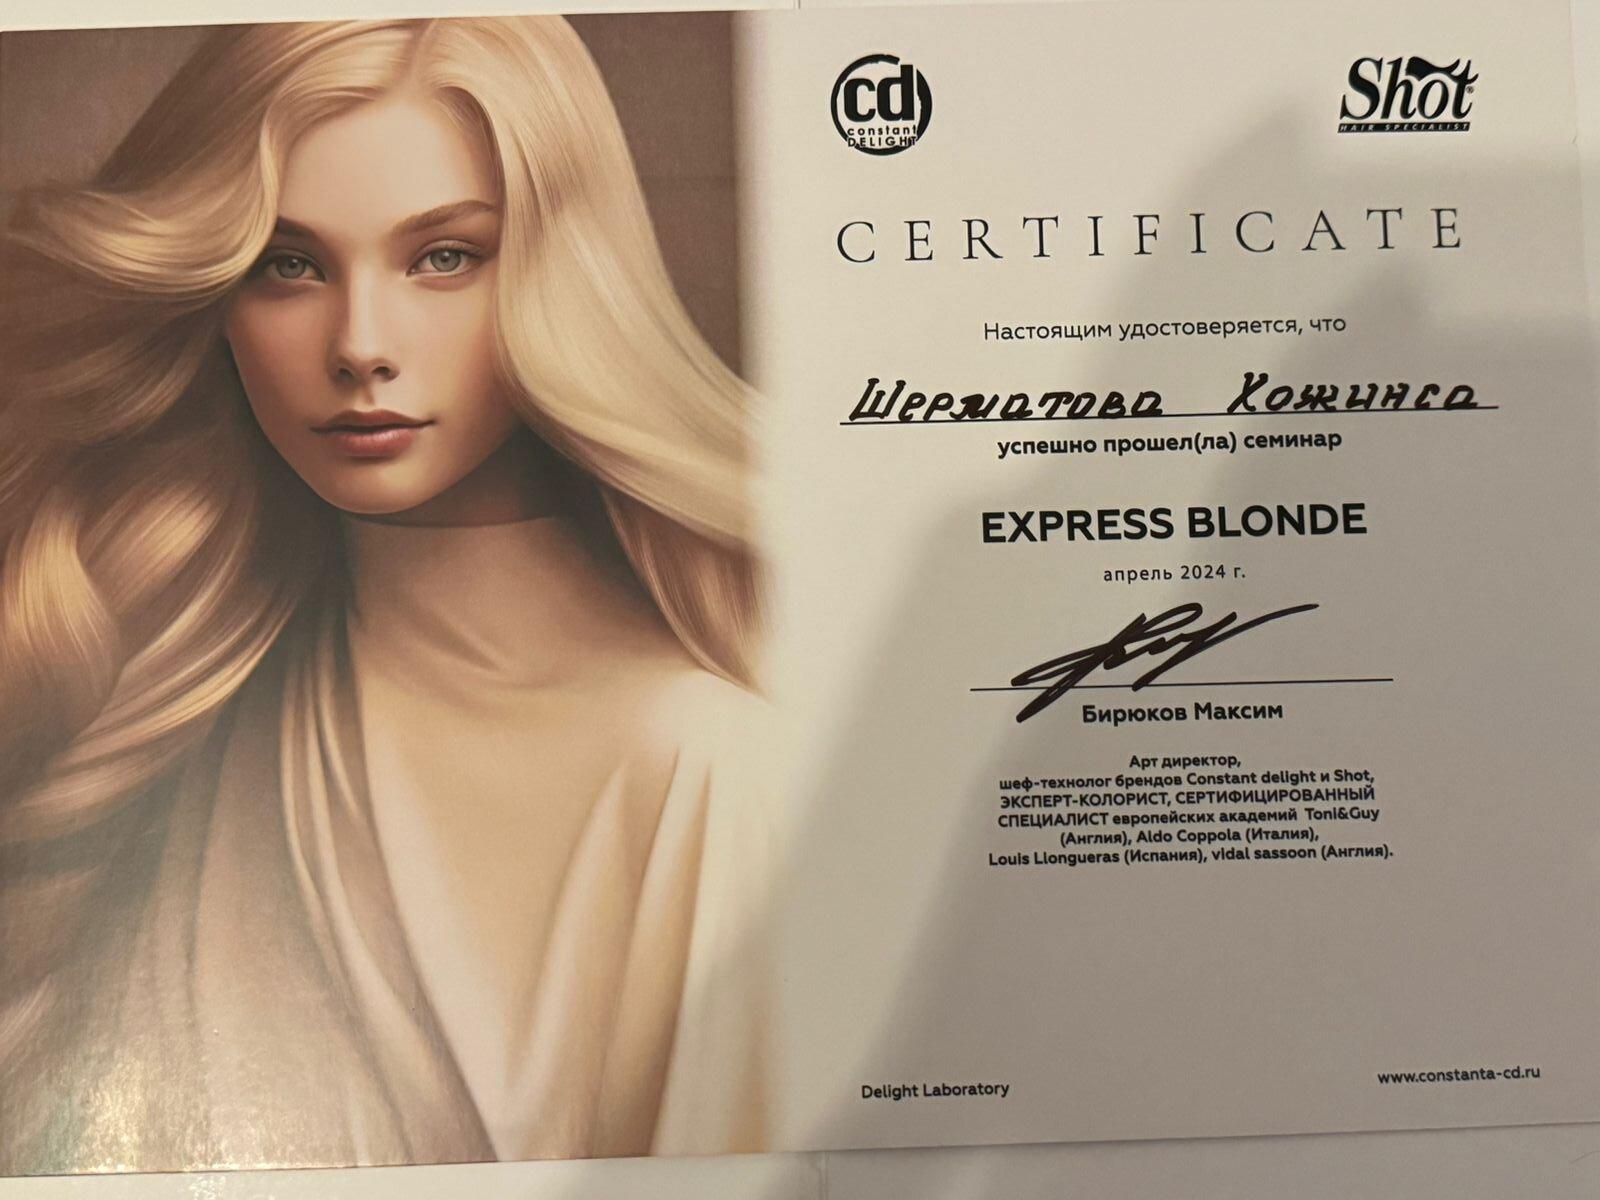 cd
constant
DELIGHT
Shot
HAIR SPECIALIST
CERTIFICATE
Настоящим удостоверяется, что
Шерматова Хожинса
успешно прошел(ла) семинар
EXPRESS BLONDE
апрель 2024 г.
Бирюков Максим
Арт директор,
шеф-технолог брендов Constant delight и Shot,
ЭКСПЕРТ-КОЛОРИСТ, СЕРТИФИЦИРОВАННЫЙ
СПЕЦИАЛИСТ европейских академий Toni&Guy
(Англия), Aldo Coppola (Италия),
Louis Llongueras (Испания), vidal sassoon (Англия).
Delight Laboratory
www.constanta-cd.ru